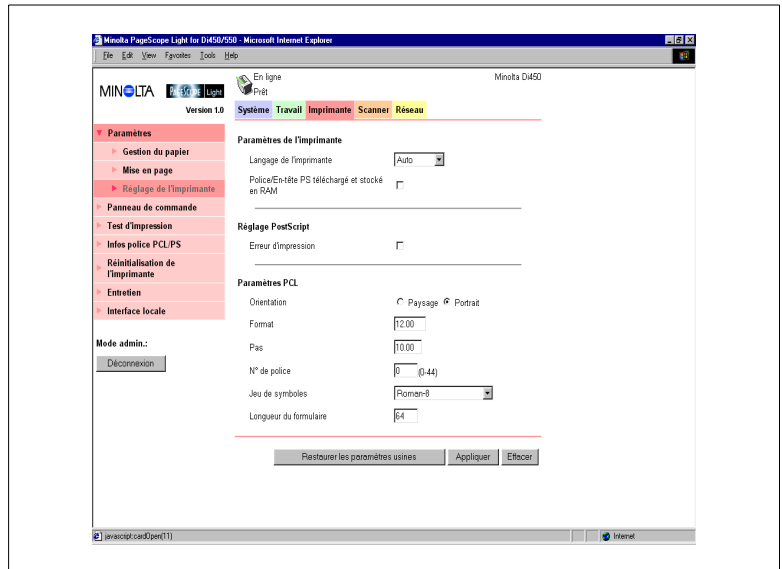 Minolta PageScope Light for Di450/550 - Microsoft Internet Explorer
File Edit View Favorites Tools Help
MINOLTA PAGESCOPE Light
Version 1.0
En ligne
Prêt
Minolta Di450
Système Travail Imprimante Scanner Réseau
Paramètres
Gestion du papier
Mise en page
Réglage de l'imprimante
Panneau de commande
Test d'impression
Infos police PCL/PS
Réinitialisation de
l'imprimante
Entretien
Interface locale
Mode admin.:
Déconnexion
Paramètres de l'imprimante
Langage de l'imprimante Auto
Police/En-tête PS téléchargé et stocké
en RAM
Réglage PostScript
Erreur d'impression
Paramètres PCL
Orientation Paysage Portrait
Format 12.00
Pas 10.00
N° de police 0 (0-44)
Jeu de symboles Roman-8
Longueur du formulaire 64
Restaurer les paramètres usines Appliquer Effacer
javascript:cardOpen(11) Internet